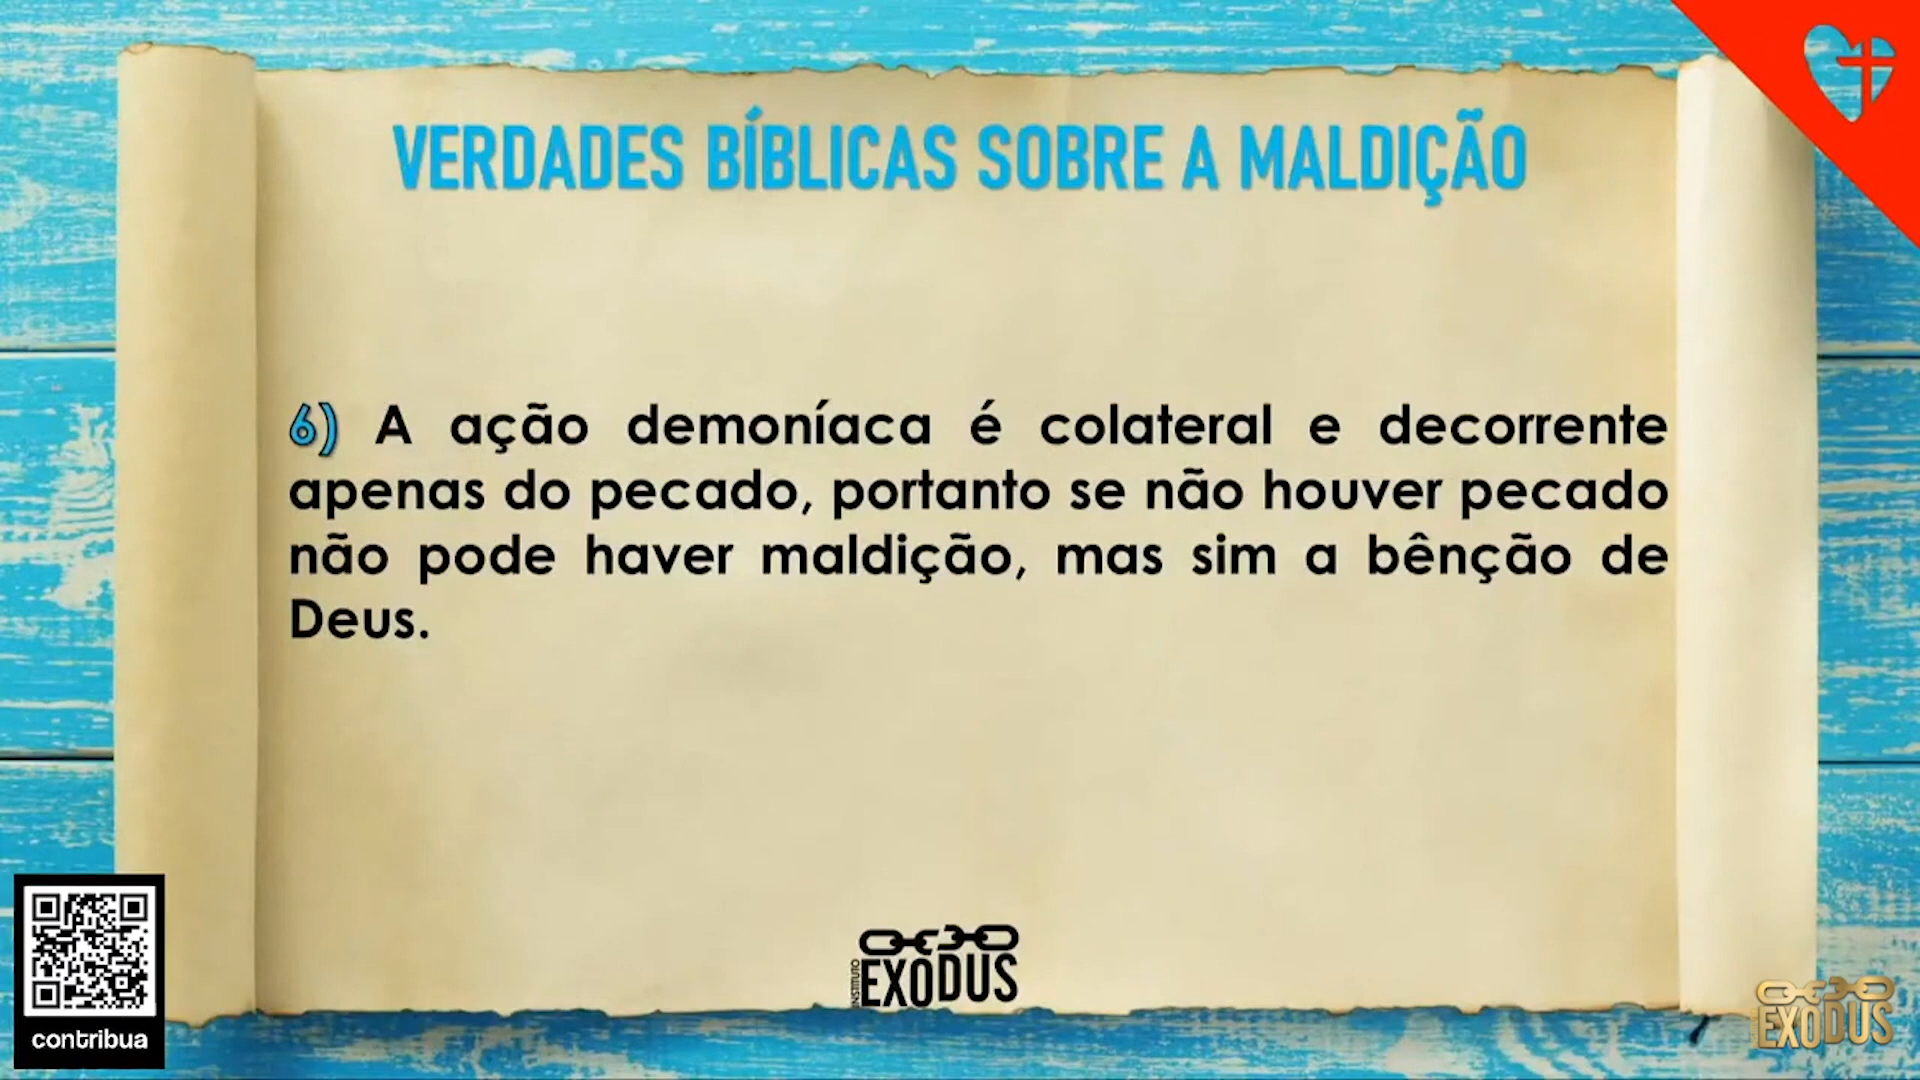 VERDADES BÍBLICAS SOBRE A MALDIÇÃO
6) A ação demoníaca é colateral e decorrente
apenas do pecado, portanto se não houver pecado
não pode haver maldição, mas sim a bênção de
Deus.
INSTITUTO
EXODUS
contribua
EXODUS